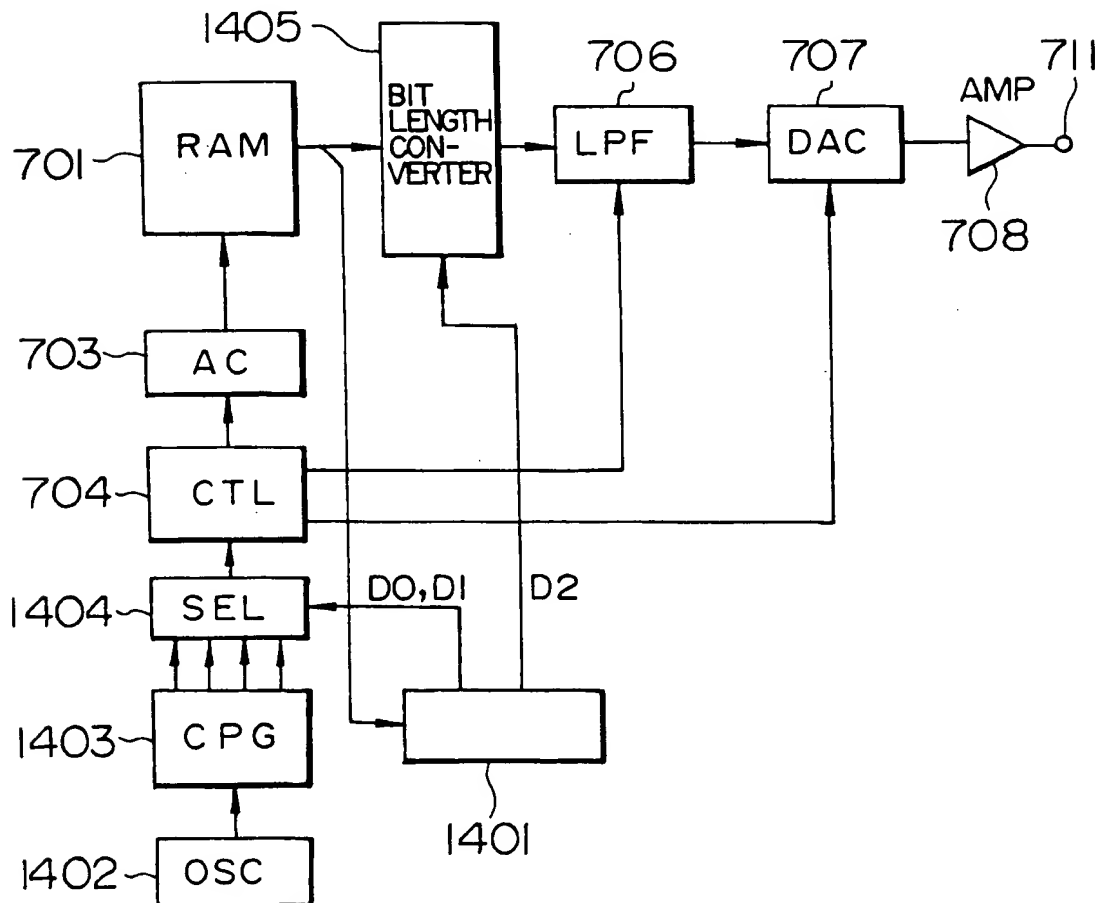 1405
706
707
711
AMP
RAM
701
BIT
LENGTH
CON-
VERTER
LPF
DAC
708
703
AC
704
CTL
D0, D1
D2
1404
SEL
1403
CPG
1401
1402
OSC